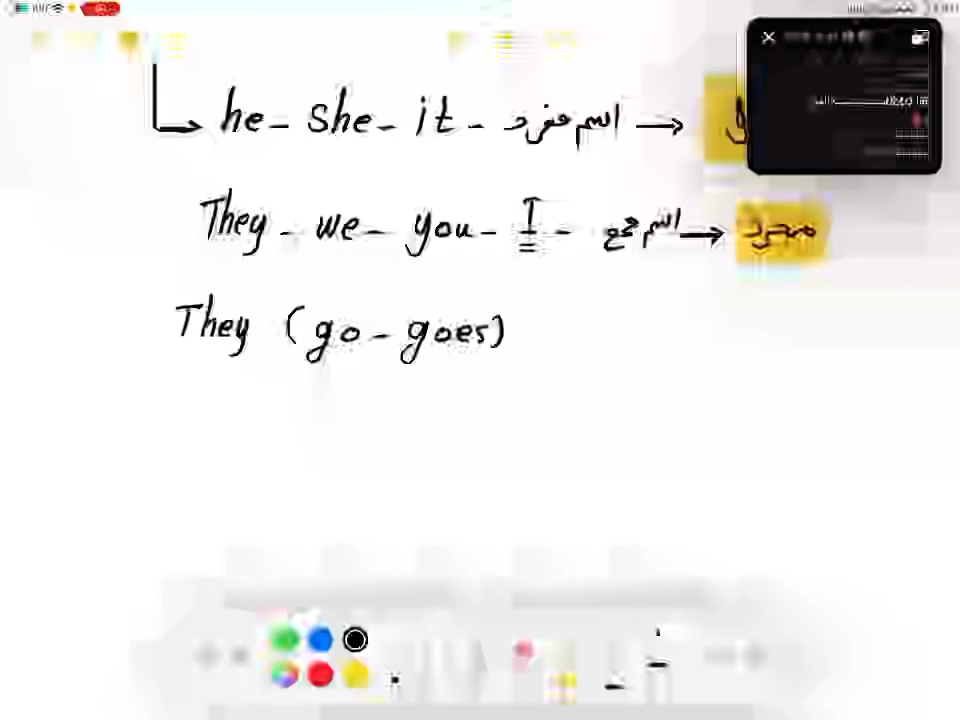 he - she - it - اسم مفرد →
They - we - you - I - اسم جمع → مجرد
They (go - goes)